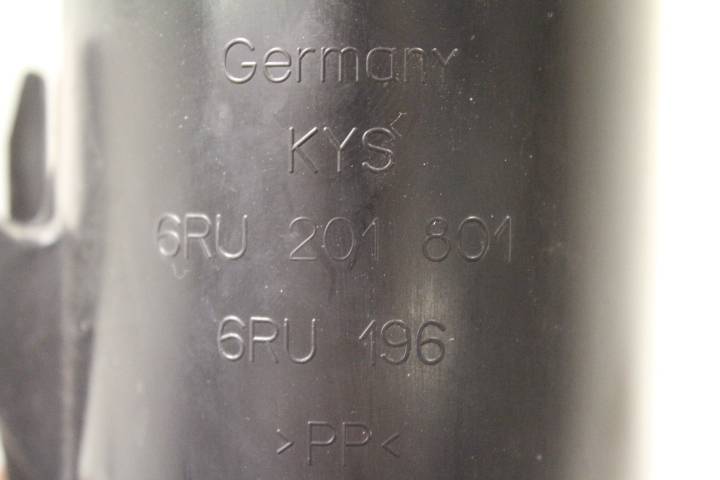 Germany
KYS
6RU 201 801
6RU 196
>PP<